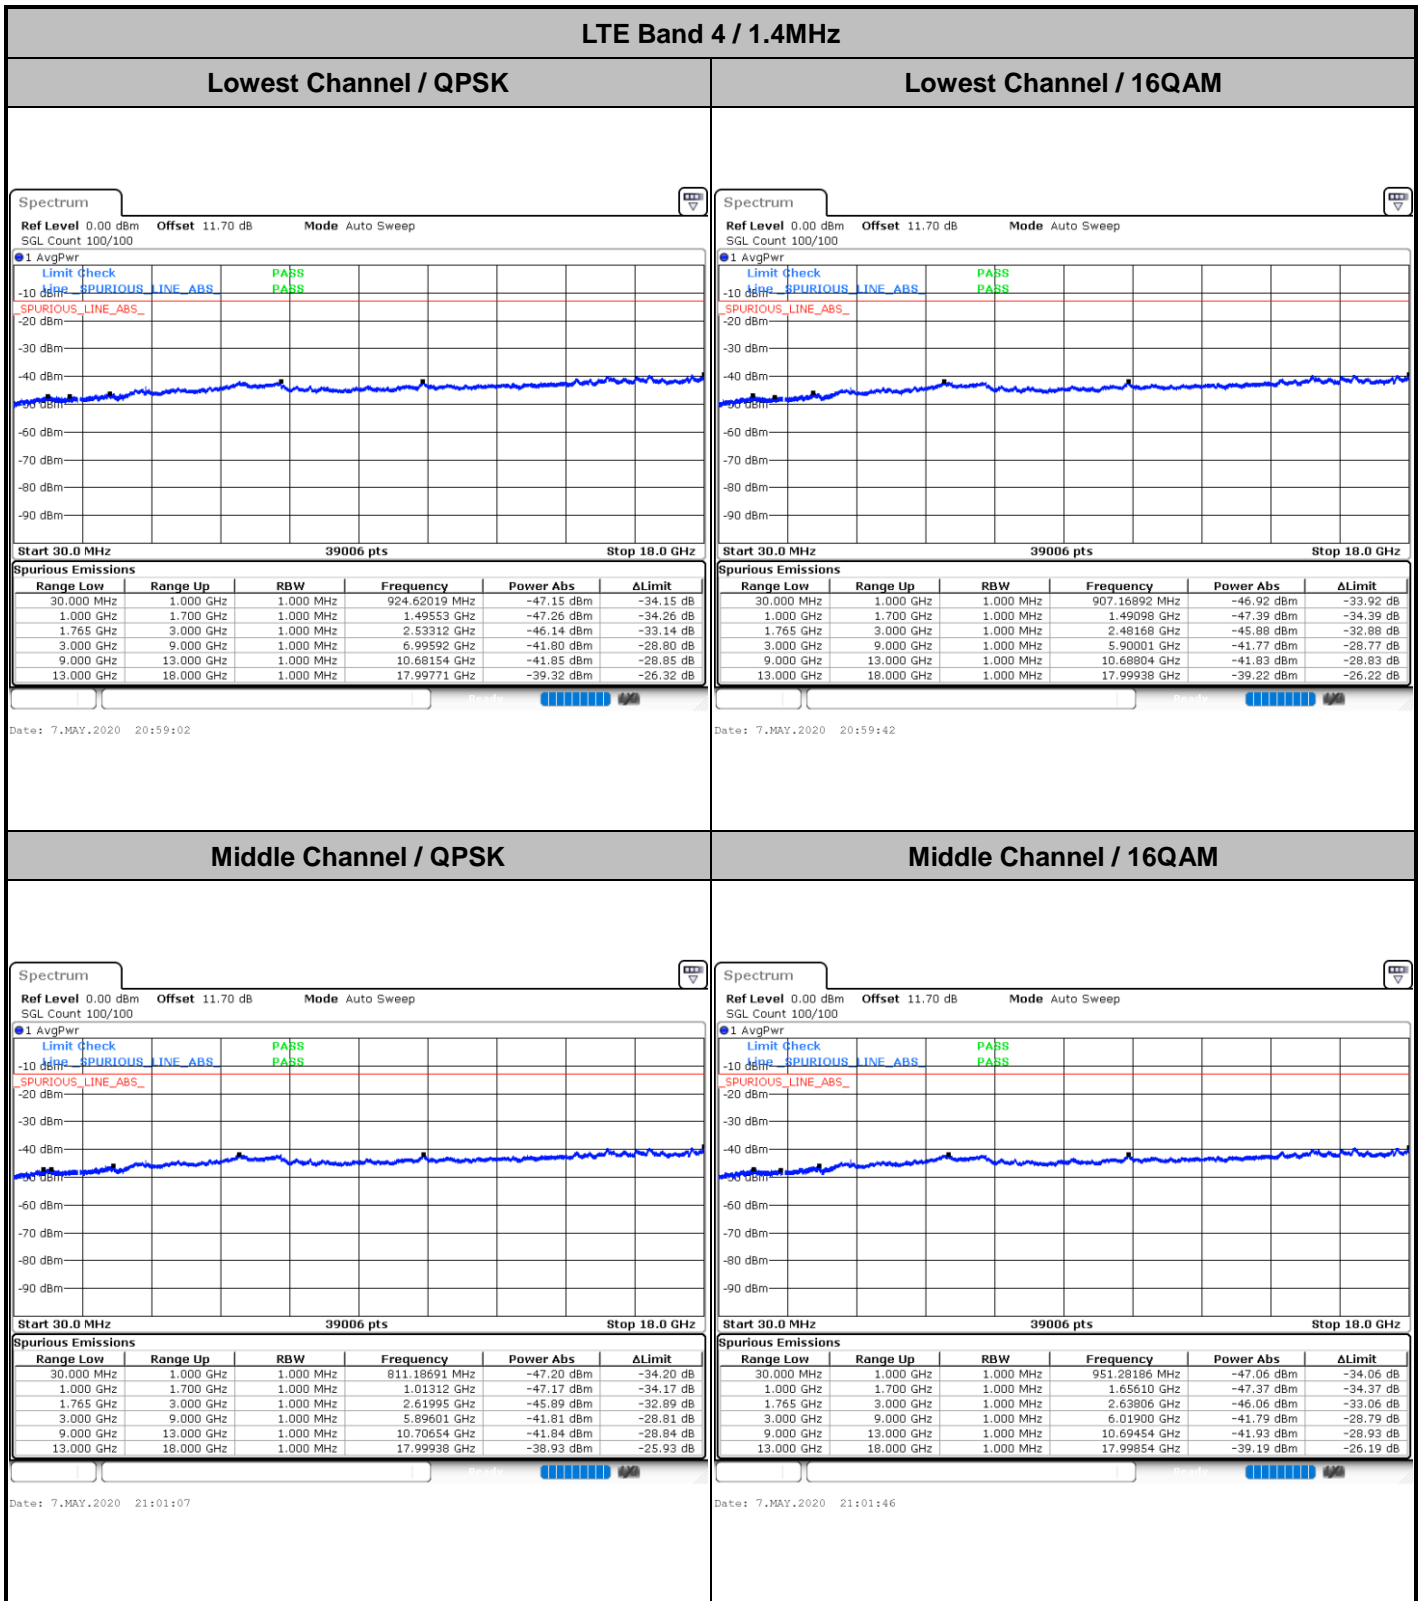 LTE Band 4 / 1.4MHz
Lowest Channel / QPSK
Lowest Channel / 16QAM
Spectrum
Ref Level 0.00 dBm Offset 11.70 dB Mode Auto Sweep
SGL Count 100/100
1 AvgPwr
Limit Check PASS
Line _SPURIOUS_LINE_ABS_ PASS
-10 dBm
_SPURIOUS_LINE_ABS_
-20 dBm
-30 dBm
-40 dBm
-50 dBm
-60 dBm
-70 dBm
-80 dBm
-90 dBm
Start 30.0 MHz 39006 pts Stop 18.0 GHz
Spurious Emissions
Range Low Range Up RBW Frequency Power Abs ΔLimit
30.000 MHz 1.000 GHz 1.000 MHz 924.62019 MHz -47.15 dBm -34.15 dB
1.000 GHz 1.700 GHz 1.000 MHz 1.49553 GHz -47.26 dBm -34.26 dB
1.765 GHz 3.000 GHz 1.000 MHz 2.53312 GHz -46.14 dBm -33.14 dB
3.000 GHz 9.000 GHz 1.000 MHz 6.99592 GHz -41.80 dBm -28.80 dB
9.000 GHz 13.000 GHz 1.000 MHz 10.68154 GHz -41.85 dBm -28.85 dB
13.000 GHz 18.000 GHz 1.000 MHz 17.99771 GHz -39.32 dBm -26.32 dB
Ready
Date: 7.MAY.2020 20:59:02
Spectrum
Ref Level 0.00 dBm Offset 11.70 dB Mode Auto Sweep
SGL Count 100/100
1 AvgPwr
Limit Check PASS
Line _SPURIOUS_LINE_ABS_ PASS
-10 dBm
_SPURIOUS_LINE_ABS_
-20 dBm
-30 dBm
-40 dBm
-50 dBm
-60 dBm
-70 dBm
-80 dBm
-90 dBm
Start 30.0 MHz 39006 pts Stop 18.0 GHz
Spurious Emissions
Range Low Range Up RBW Frequency Power Abs ΔLimit
30.000 MHz 1.000 GHz 1.000 MHz 907.16892 MHz -46.92 dBm -33.92 dB
1.000 GHz 1.700 GHz 1.000 MHz 1.49098 GHz -47.39 dBm -34.39 dB
1.765 GHz 3.000 GHz 1.000 MHz 2.48168 GHz -45.88 dBm -32.88 dB
3.000 GHz 9.000 GHz 1.000 MHz 5.90001 GHz -41.77 dBm -28.77 dB
9.000 GHz 13.000 GHz 1.000 MHz 10.68804 GHz -41.83 dBm -28.83 dB
13.000 GHz 18.000 GHz 1.000 MHz 17.99938 GHz -39.22 dBm -26.22 dB
Ready
Date: 7.MAY.2020 20:59:42
Middle Channel / QPSK
Middle Channel / 16QAM
Spectrum
Ref Level 0.00 dBm Offset 11.70 dB Mode Auto Sweep
SGL Count 100/100
1 AvgPwr
Limit Check PASS
Line _SPURIOUS_LINE_ABS_ PASS
-10 dBm
_SPURIOUS_LINE_ABS_
-20 dBm
-30 dBm
-40 dBm
-50 dBm
-60 dBm
-70 dBm
-80 dBm
-90 dBm
Start 30.0 MHz 39006 pts Stop 18.0 GHz
Spurious Emissions
Range Low Range Up RBW Frequency Power Abs ΔLimit
30.000 MHz 1.000 GHz 1.000 MHz 811.18691 MHz -47.20 dBm -34.20 dB
1.000 GHz 1.700 GHz 1.000 MHz 1.01312 GHz -47.17 dBm -34.17 dB
1.765 GHz 3.000 GHz 1.000 MHz 2.61995 GHz -45.89 dBm -32.89 dB
3.000 GHz 9.000 GHz 1.000 MHz 5.89601 GHz -41.81 dBm -28.81 dB
9.000 GHz 13.000 GHz 1.000 MHz 10.70654 GHz -41.84 dBm -28.84 dB
13.000 GHz 18.000 GHz 1.000 MHz 17.99938 GHz -38.93 dBm -25.93 dB
Ready
Date: 7.MAY.2020 21:01:07
Spectrum
Ref Level 0.00 dBm Offset 11.70 dB Mode Auto Sweep
SGL Count 100/100
1 AvgPwr
Limit Check PASS
Line _SPURIOUS_LINE_ABS_ PASS
-10 dBm
_SPURIOUS_LINE_ABS_
-20 dBm
-30 dBm
-40 dBm
-50 dBm
-60 dBm
-70 dBm
-80 dBm
-90 dBm
Start 30.0 MHz 39006 pts Stop 18.0 GHz
Spurious Emissions
Range Low Range Up RBW Frequency Power Abs ΔLimit
30.000 MHz 1.000 GHz 1.000 MHz 951.28186 MHz -47.06 dBm -34.06 dB
1.000 GHz 1.700 GHz 1.000 MHz 1.65610 GHz -47.37 dBm -34.37 dB
1.765 GHz 3.000 GHz 1.000 MHz 2.63806 GHz -46.06 dBm -33.06 dB
3.000 GHz 9.000 GHz 1.000 MHz 6.01900 GHz -41.79 dBm -28.79 dB
9.000 GHz 13.000 GHz 1.000 MHz 10.69454 GHz -41.93 dBm -28.93 dB
13.000 GHz 18.000 GHz 1.000 MHz 17.99854 GHz -39.19 dBm -26.19 dB
Ready
Date: 7.MAY.2020 21:01:46